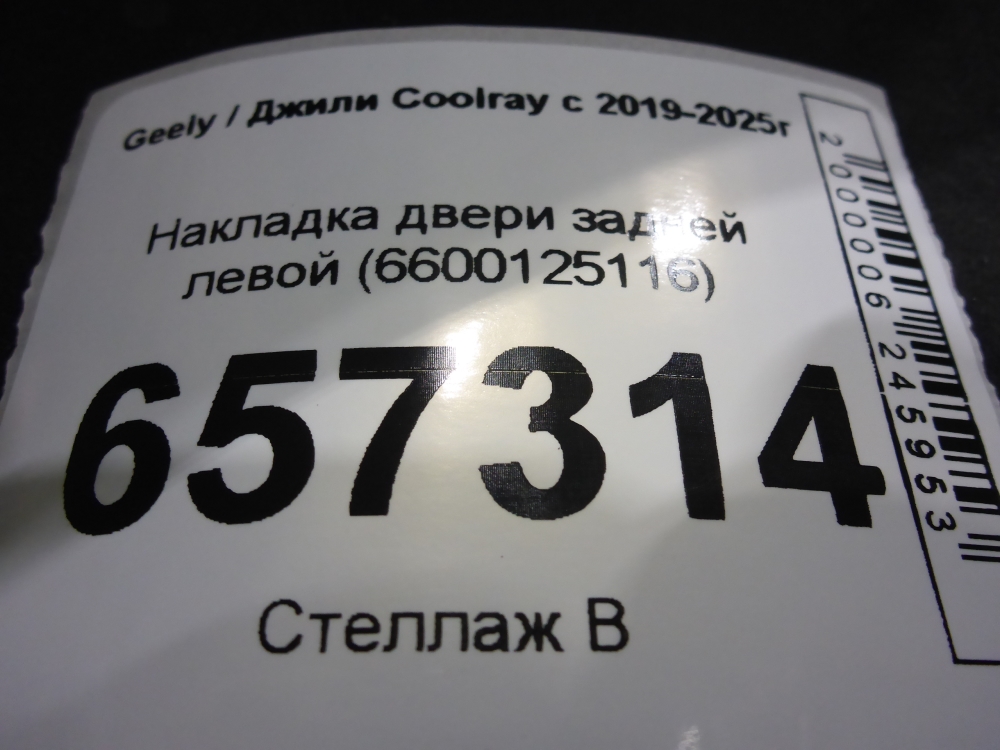 Geely / Джили Coolray с 2019-2025г
Накладка двери задней
левой (6600125116)
657314
Стеллаж В
2000006245953